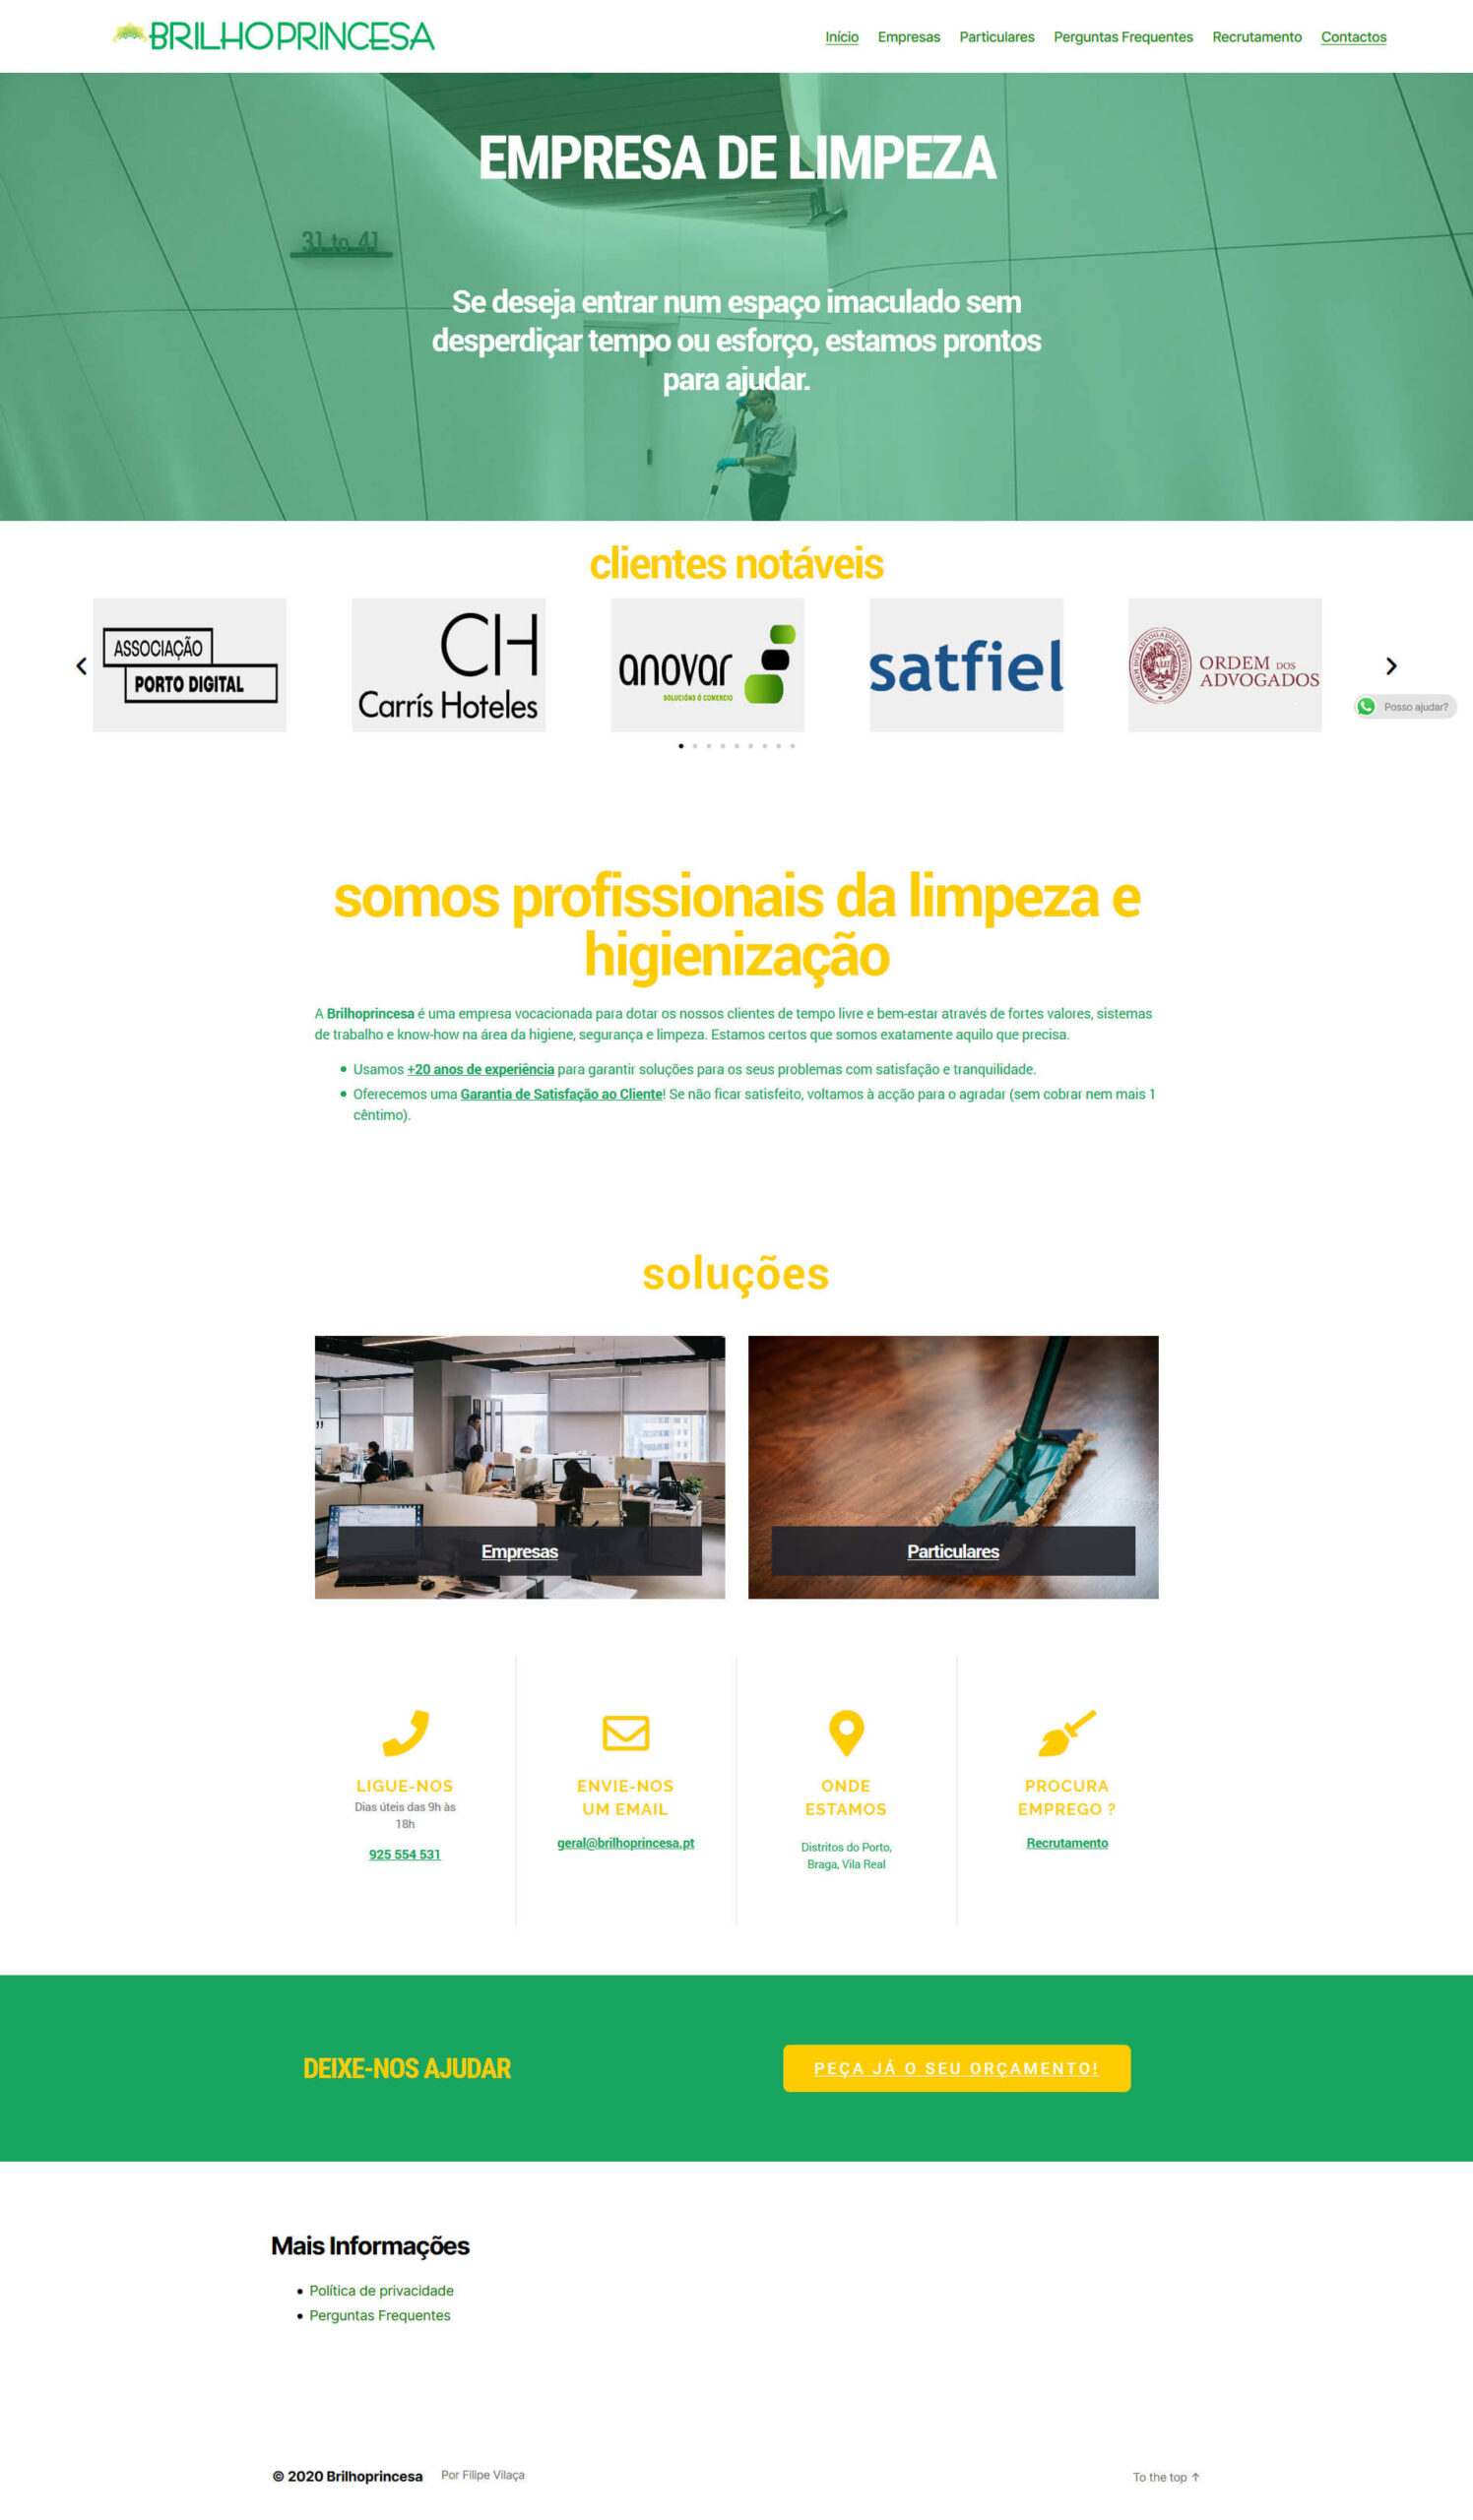 BRILHOPRINCESA
Início Empresas Particulares Perguntas Frequentes Recrutamento Contactos
EMPRESA DE LIMPEZA
31 to 41
Se deseja entrar num espaço imaculado sem
desperdiçar tempo ou esforço, estamos prontos
para ajudar.
clientes notáveis
ASSOCIAÇÃO
PORTO DIGITAL
CH
Carrís Hoteles
anovar
SOLUCIÓNS Ó COMERCIO
satfiel
ORDEM DOS
ADVOGADOS
Posso ajudar?
somos profissionais da limpeza e
higienização
A Brilhoprincesa é uma empresa vocacionada para dotar os nossos clientes de tempo livre e bem-estar através de fortes valores, sistemas
de trabalho e know-how na área da higiene, segurança e limpeza. Estamos certos que somos exatamente aquilo que precisa.
Usamos +20 anos de experiência para garantir soluções para os seus problemas com satisfação e tranquilidade.
Oferecemos uma Garantia de Satisfação ao Cliente! Se não ficar satisfeito, voltamos à acção para o agradar (sem cobrar nem mais 1
cêntimo).
soluções
Empresas
Particulares
LIGUE-NOS
Dias úteis das 9h às
18h
925 554 531
ENVIE-NOS
UM EMAIL
geral@brilhoprincesa.pt
ONDE
ESTAMOS
Distritos do Porto,
Braga, Vila Real
PROCURA
EMPREGO ?
Recrutamento
DEIXE-NOS AJUDAR
PEÇA JÁ O SEU ORÇAMENTO!
Mais Informações
Política de privacidade
Perguntas Frequentes
© 2020 Brilhoprincesa Por Filipe Vilaça
To the top ↑